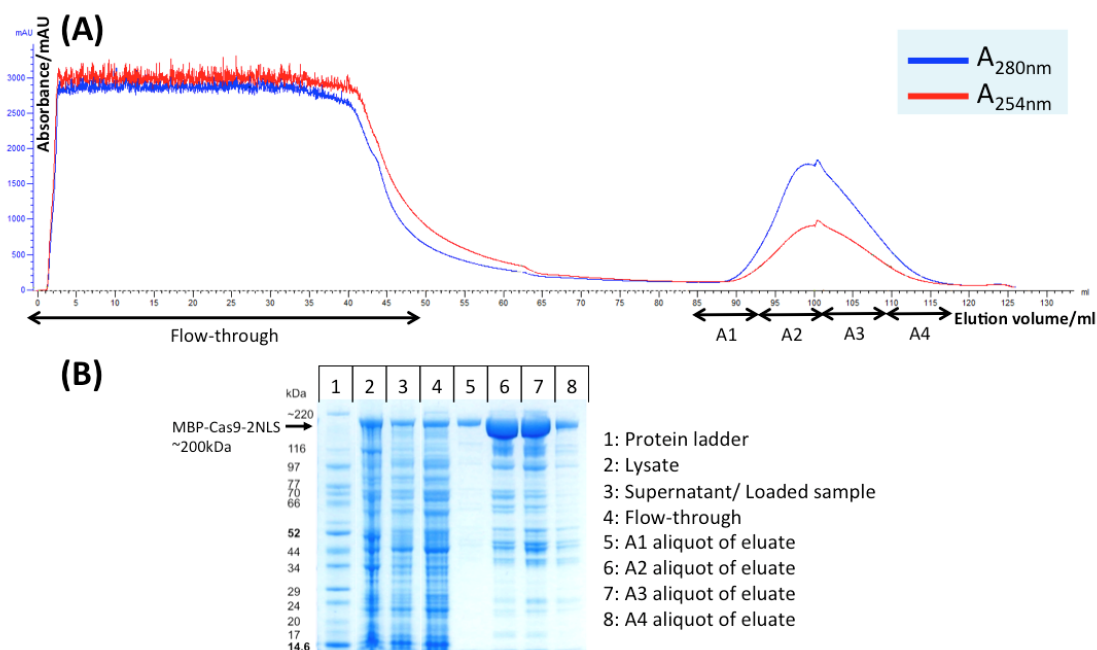 (A)
mAU
Absorbance/mAU
3000
2500
2000
1500
1000
500
0
A280nm
A254nm
0 5 10 15 20 25 30 35 40 45 50 55 60 65 70 75 80 85 90 95 100 105 110 115 120 125 130 ml
Flow-through
A1 A2 A3 A4
Elution volume/ml
(B)
kDa
1 2 3 4 5 6 7 8
~220
MBP-Cas9-2NLS
~200kDa
116
97
77
70
66
52
44
34
29
24
20
17
14.6
1: Protein ladder
2: Lysate
3: Supernatant/ Loaded sample
4: Flow-through
5: A1 aliquot of eluate
6: A2 aliquot of eluate
7: A3 aliquot of eluate
8: A4 aliquot of eluate